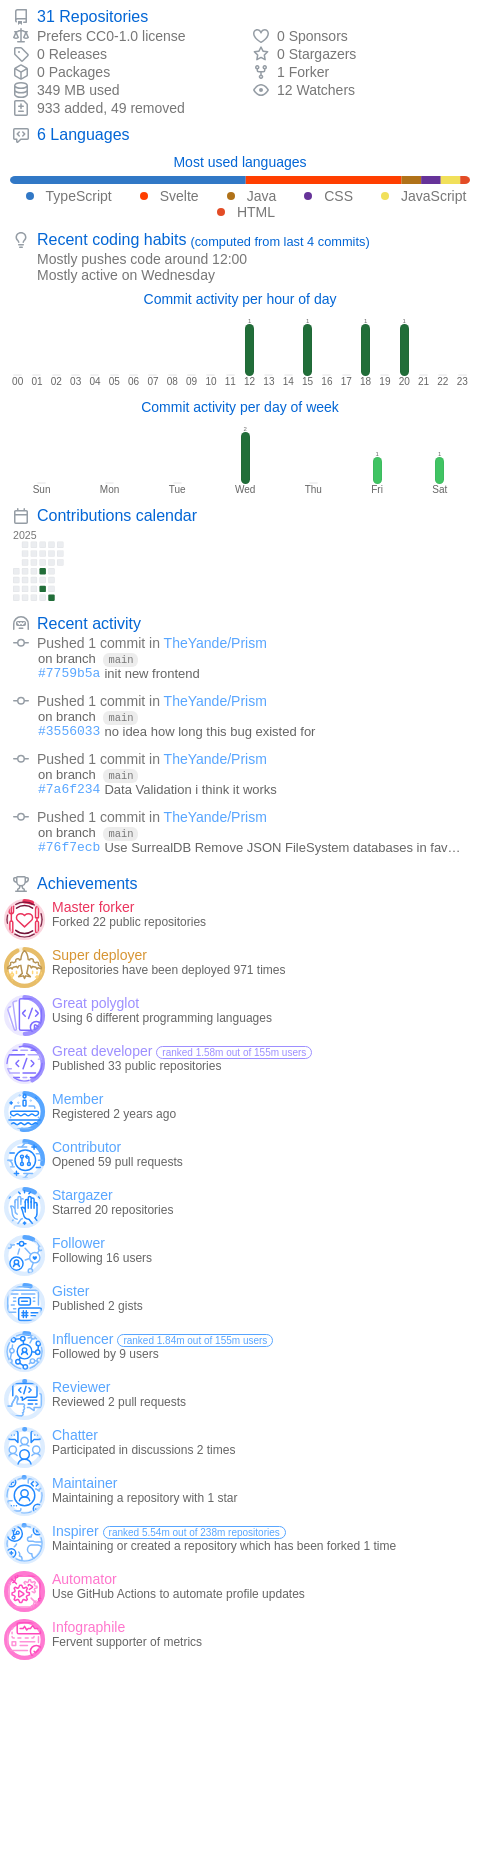 31 Repositories
Prefers CC0-1.0 license
0 Sponsors
0 Releases
0 Stargazers
0 Packages
1 Forker
349 MB used
12 Watchers
933 added, 49 removed
6 Languages
Most used languages
TypeScript Svelte Java CSS JavaScript
HTML
Recent coding habits (computed from last 4 commits)
Mostly pushes code around 12:00
Mostly active on Wednesday
Commit activity per hour of day
1 1 1 1
00 01 02 03 04 05 06 07 08 09 10 11 12 13 14 15 16 17 18 19 20 21 22 23
Commit activity per day of week
2
1 1
Sun Mon Tue Wed Thu Fri Sat
Contributions calendar
2025
Recent activity
Pushed 1 commit in TheYande/Prism
on branch main
#7759b5a init new frontend
Pushed 1 commit in TheYande/Prism
on branch main
#3556033 no idea how long this bug existed for
Pushed 1 commit in TheYande/Prism
on branch main
#7a6f234 Data Validation i think it works
Pushed 1 commit in TheYande/Prism
on branch main
#76f7ecb Use SurrealDB Remove JSON FileSystem databases in fav…
Achievements
Master forker
Forked 22 public repositories
Super deployer
Repositories have been deployed 971 times
Great polyglot
Using 6 different programming languages
Great developer ranked 1.58m out of 155m users
Published 33 public repositories
Member
Registered 2 years ago
Contributor
Opened 59 pull requests
Stargazer
Starred 20 repositories
Follower
Following 16 users
Gister
Published 2 gists
Influencer ranked 1.84m out of 155m users
Followed by 9 users
Reviewer
Reviewed 2 pull requests
Chatter
Participated in discussions 2 times
Maintainer
Maintaining a repository with 1 star
Inspirer ranked 5.54m out of 238m repositories
Maintaining or created a repository which has been forked 1 time
Automator
Use GitHub Actions to automate profile updates
Infographile
Fervent supporter of metrics